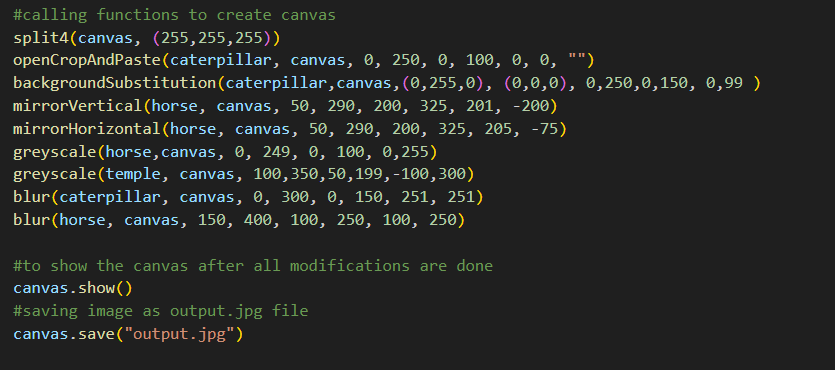 #calling functions to create canvas
split4(canvas, (255,255,255))
openCropAndPaste(caterpillar, canvas, 0, 250, 0, 100, 0, 0, "")
backgroundSubstitution(caterpillar,canvas,(0,255,0), (0,0,0), 0,250,0,150, 0,99 )
mirrorVertical(horse, canvas, 50, 290, 200, 325, 201, -200)
mirrorHorizontal(horse, canvas, 50, 290, 200, 325, 205, -75)
greyscale(horse,canvas, 0, 249, 0, 100, 0,255)
greyscale(temple, canvas, 100,350,50,199,-100,300)
blur(caterpillar, canvas, 0, 300, 0, 150, 251, 251)
blur(horse, canvas, 150, 400, 100, 250, 100, 250)
#to show the canvas after all modifications are done
canvas.show()
#saving image as output.jpg file
canvas.save("output.jpg")